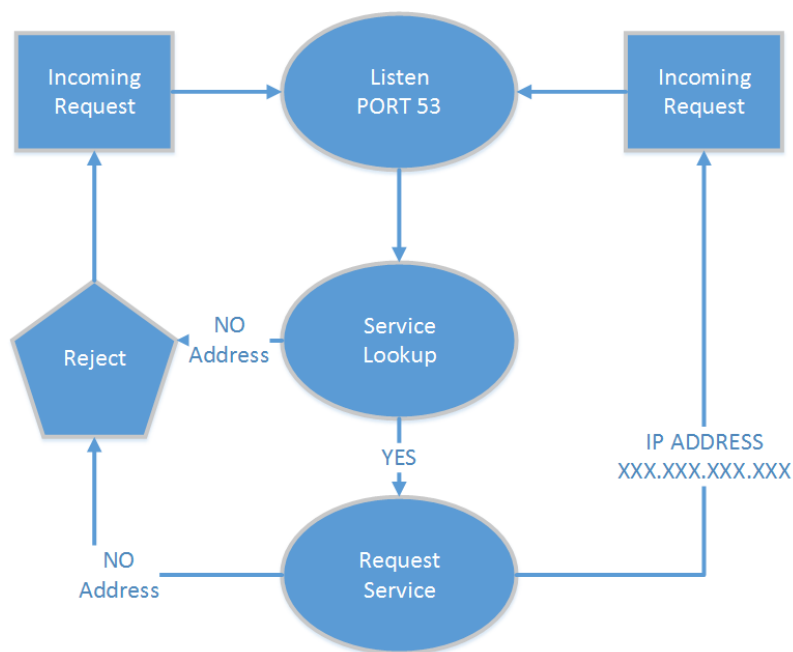 Incoming
Request
Listen
PORT 53
Incoming
Request
NO
Address
Service
Lookup
Reject
YES
IP ADDRESS
XXX.XXX.XXX.XXX
NO
Address
Request
Service